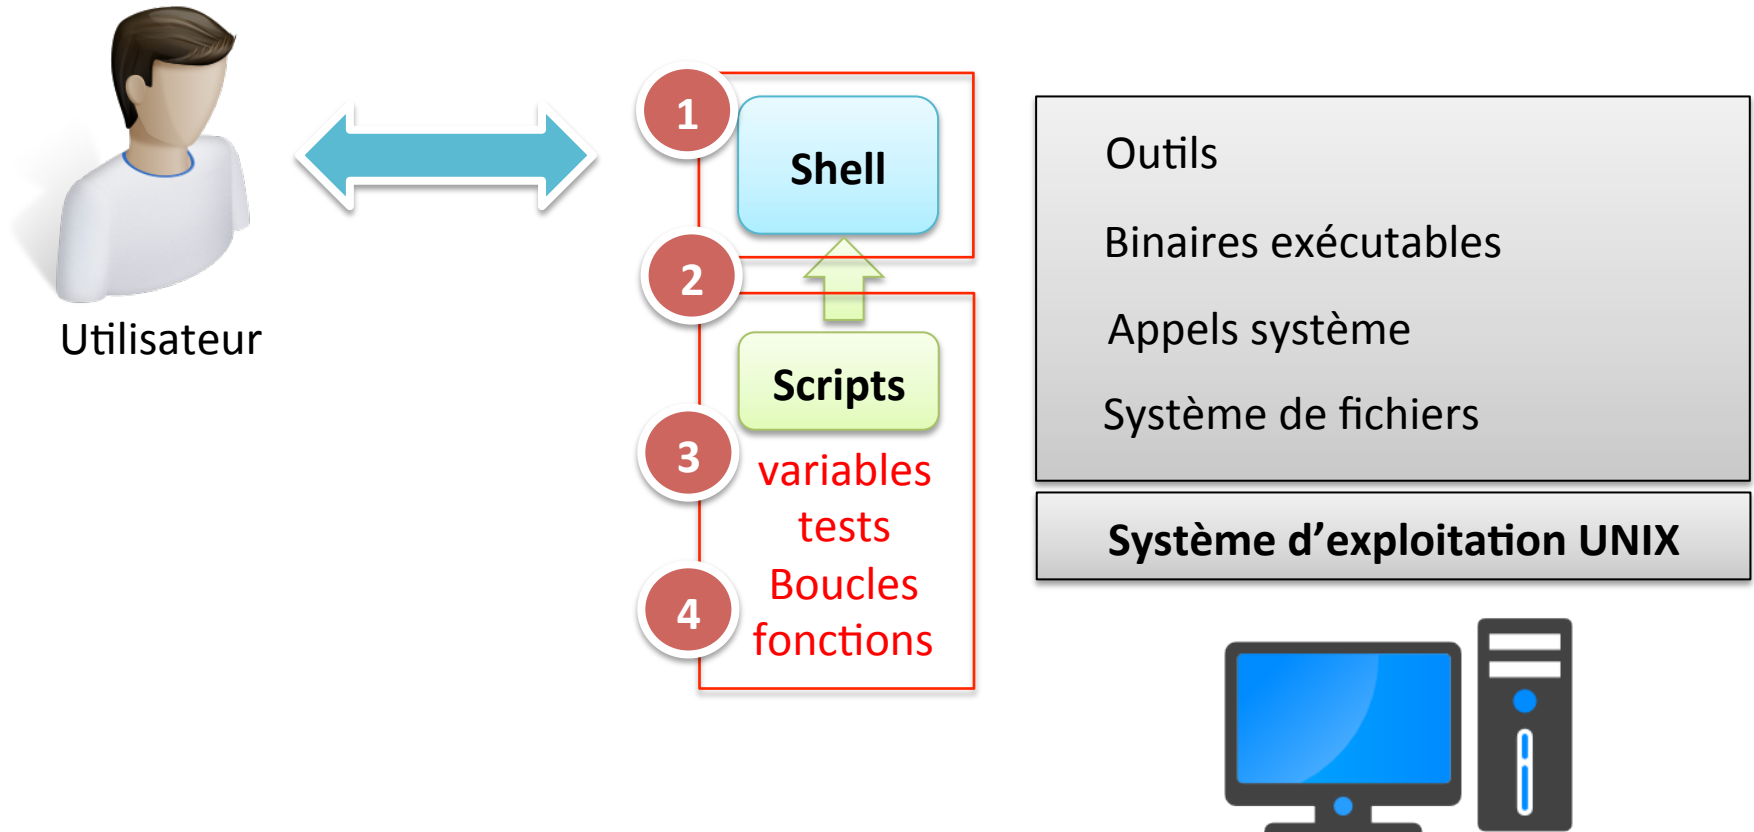 Utilisateur
1
Shell
2
Scripts
3
variables
tests
4
Boucles
fonctions
Outils
Binaires exécutables
Appels système
Système de fichiers
Système d’exploitation UNIX